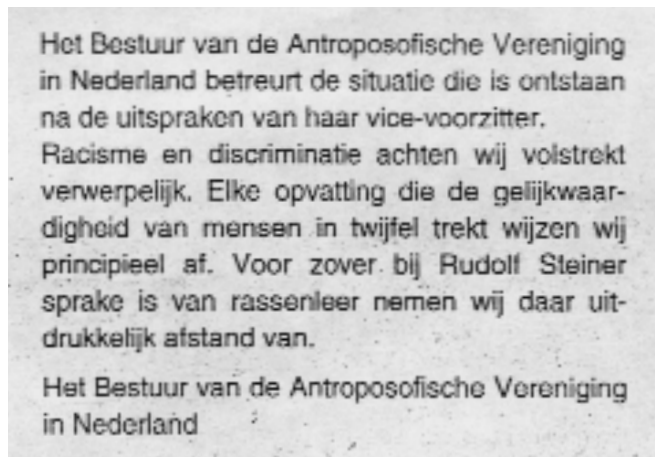 Het Bestuur van de Antroposofische Vereniging
in Nederland betreurt de situatie die is ontstaan
na de uitspraken van haar vice-voorzitter.
Racisme en discriminatie achten wij volstrekt
verwerpelijk. Elke opvatting die de gelijkwaar-
digheid van mensen in twijfel trekt wijzen wij
principieel af. Voor zover bij Rudolf Steiner
sprake is van rassenleer nemen wij daar uit-
drukkelijk afstand van.
Het Bestuur van de Antroposofische Vereniging
in Nederland